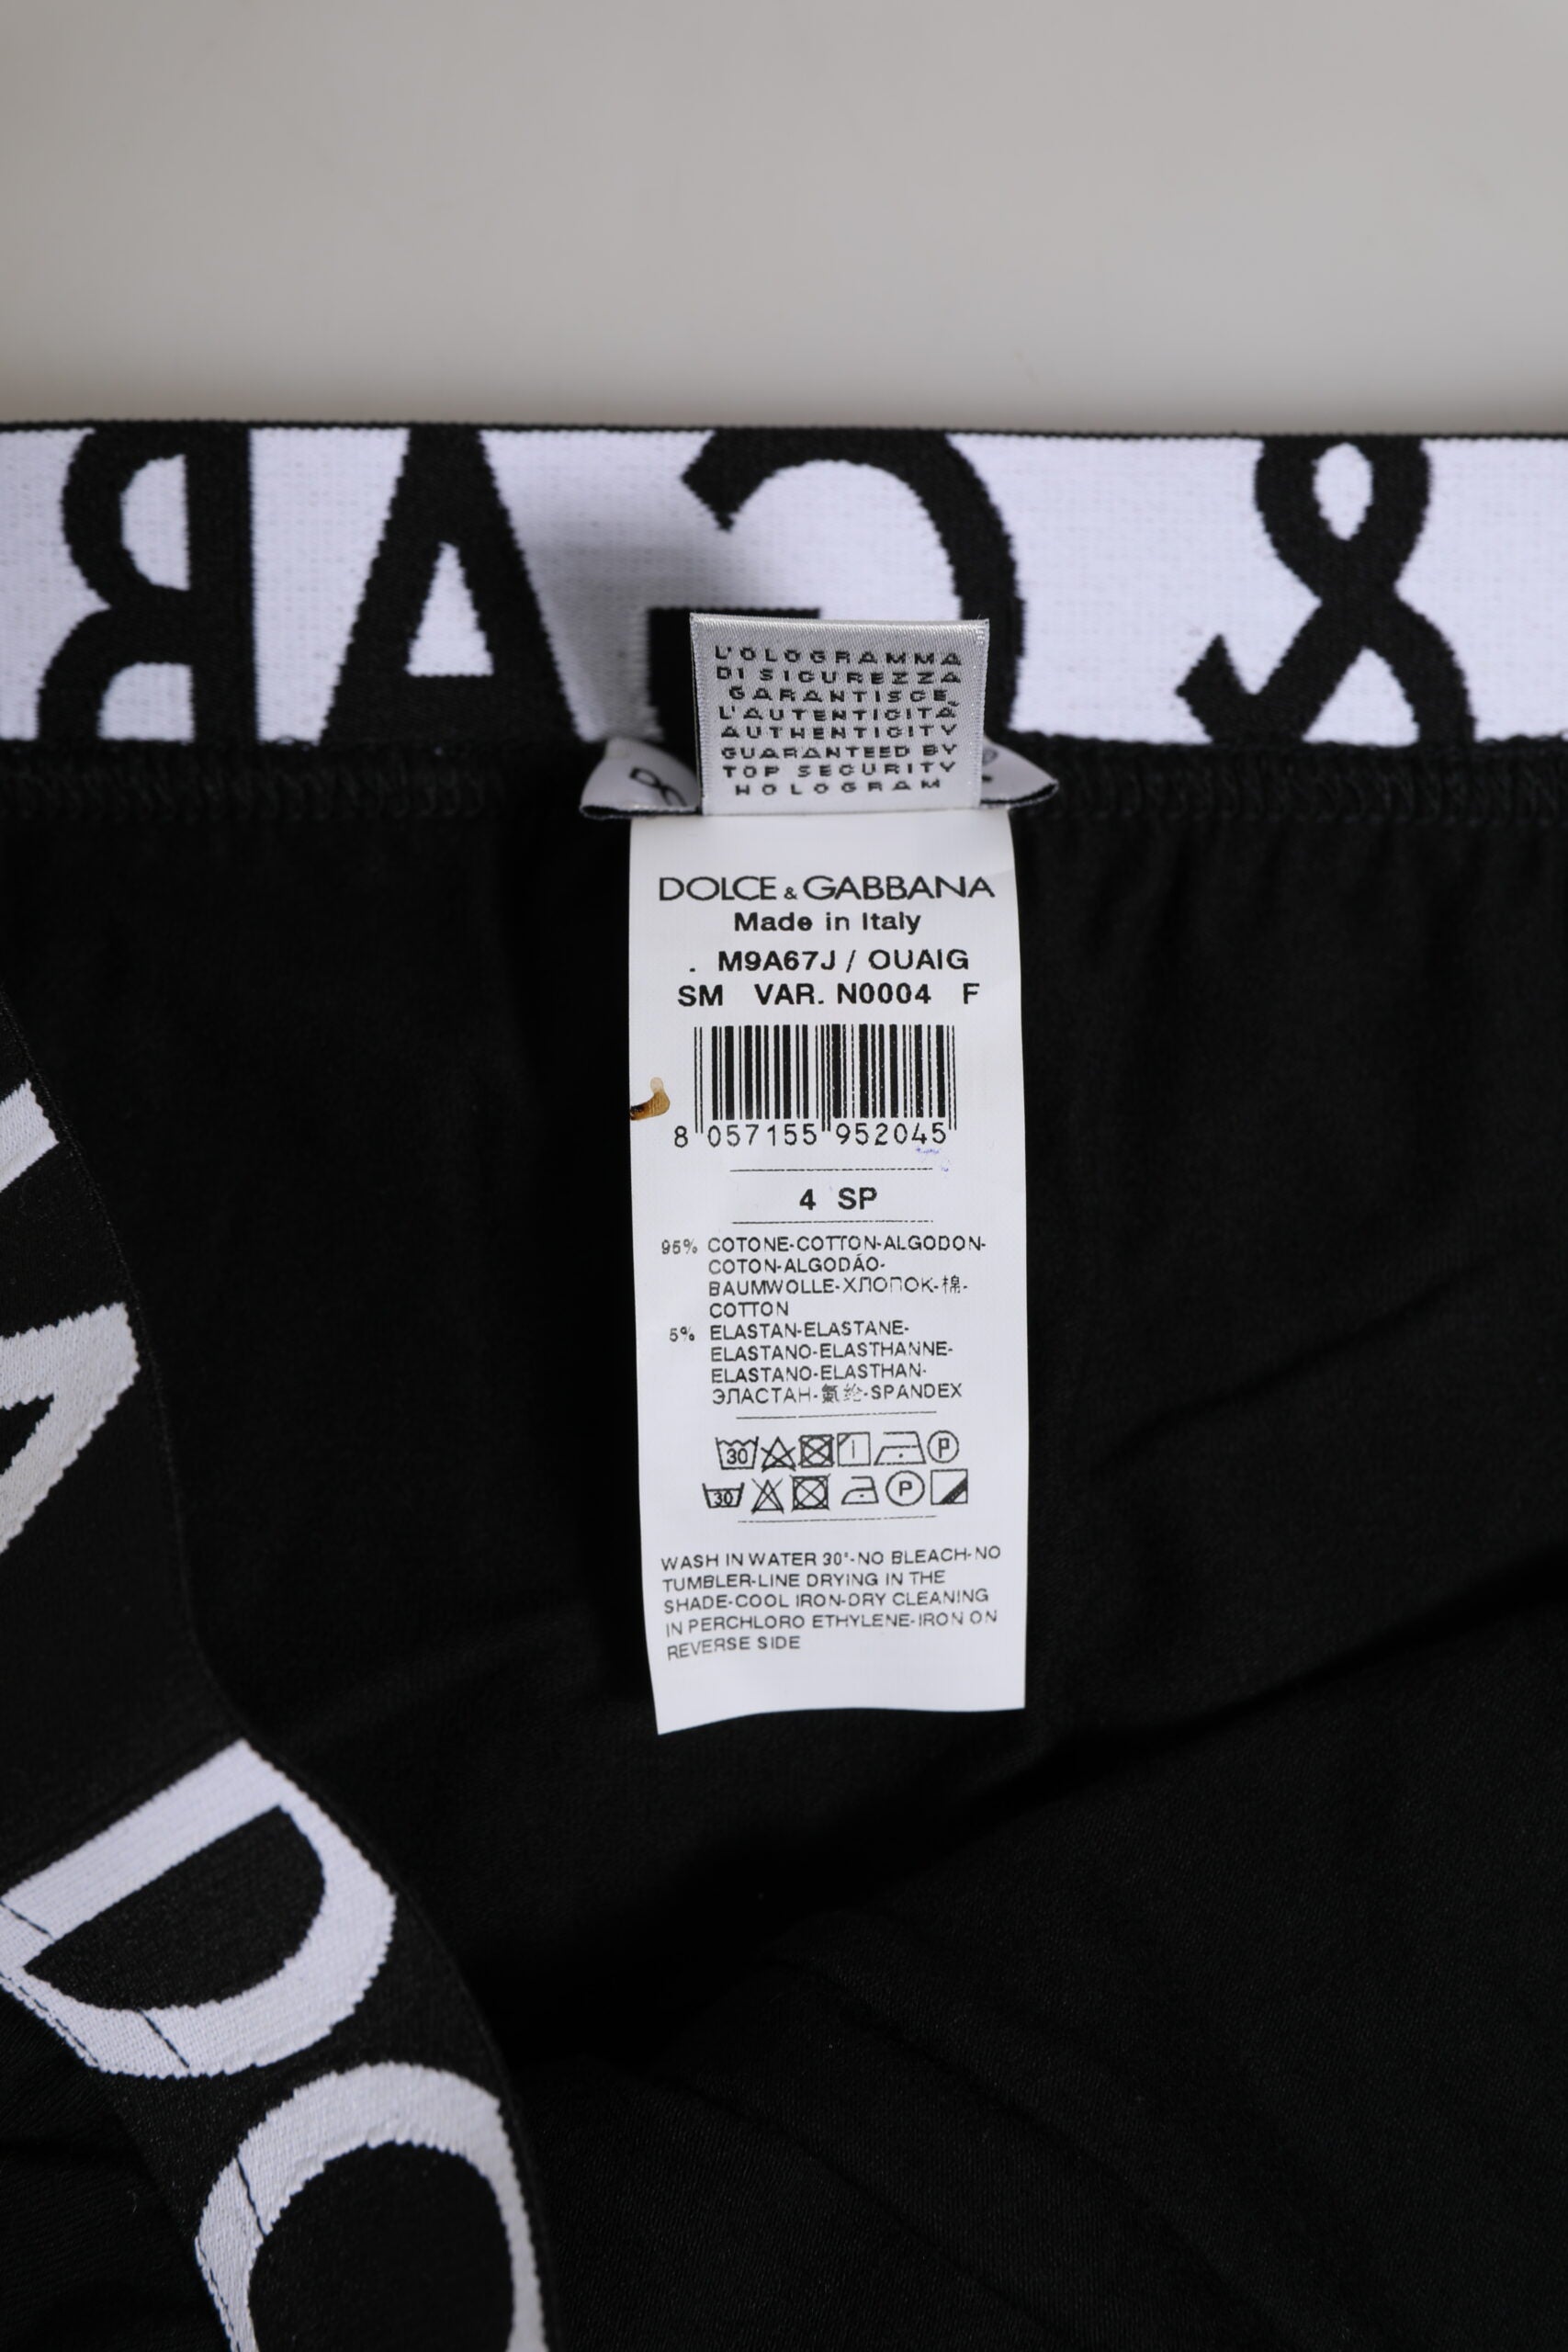 L'OLOGRAMMA
DI SICUREZZA
GARANTISCE
L'AUTENTICITÀ
AUTHENTICITY
GUARANTEED BY
TOP SECURITY
HOLOGRAM
DOLCE & GABBANA
Made in Italy
. M9A67J / OUAIG
SM VAR. N0004 F
8 057155 952045
4 SP
95% COTONE-COTTON-ALGODON-
COTON-ALGODÁO-
BAUMWOLLE-ХЛОПОК-棉-
COTTON
5% ELASTAN-ELASTANE-
ELASTANO-ELASTHANNE-
ELASTANO-ELASTHAN-
ЭЛАСТАН-氨纶-SPANDEX
30 P
30 P
WASH IN WATER 30°-NO BLEACH-NO
TUMBLER-LINE DRYING IN THE
SHADE-COOL IRON-DRY CLEANING
IN PERCHLORO ETHYLENE-IRON ON
REVERSE SIDE